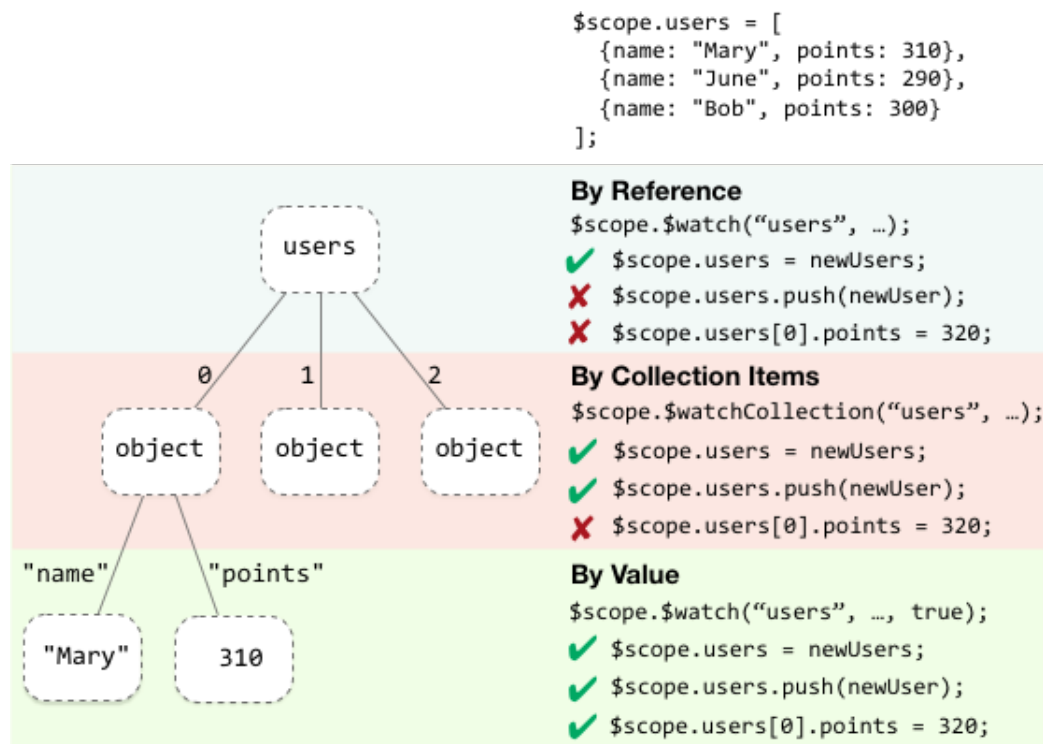 $scope.users = [
{name: "Mary", points: 310},
{name: "June", points: 290},
{name: "Bob", points: 300}
];
By Reference
$scope.$watch(“users”, …);
users
✔ $scope.users = newUsers;
✘ $scope.users.push(newUser);
✘ $scope.users[0].points = 320;
0 1 2
By Collection Items
$scope.$watchCollection(“users”, …);
object object object
✔ $scope.users = newUsers;
✔ $scope.users.push(newUser);
✘ $scope.users[0].points = 320;
"name" "points"
By Value
$scope.$watch(“users”, …, true);
"Mary" 310
✔ $scope.users = newUsers;
✔ $scope.users.push(newUser);
✔ $scope.users[0].points = 320;